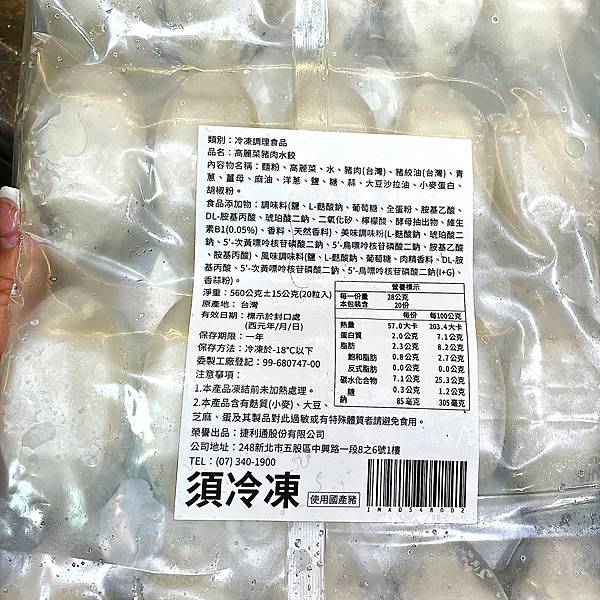 類別：冷凍調理食品
品名：高麗菜豬肉水餃
內容物名稱：麵粉、高麗菜、水、豬肉(台灣)、豬絞油(台灣)、青
蔥、薑母、麻油、洋蔥、鹽、糖、蒜、大豆沙拉油、小麥蛋白、
胡椒粉。
食品添加物：調味料(鹽、L-麩酸鈉、葡萄糖、全蛋粉、胺基乙酸、
DL-胺基丙酸、琥珀酸二鈉、二氧化矽、檸檬酸、酵母抽出物、維生
素B1(0.05%)、香料、天然香料)、美味調味粉(L-麩酸鈉、琥珀酸二
鈉、5'-次黃嘌呤核苷磷酸二鈉、5'-鳥嘌呤核苷磷酸二鈉、胺基乙酸
、胺基丙酸)、風味調味料(鹽、L-麩酸鈉、葡萄糖、肉精香料、DL-胺
基丙酸、5'-次黃嘌呤核苷磷酸二鈉、5'-鳥嘌呤核苷磷酸二鈉(I+G)、
香蒜粉)。
淨重：560公克±15公克(20粒入)
原產地：台灣
有效日期：標示於封口處
(西元年/月/日)
保存期限：一年
保存方法：冷凍於-18°C以下
委製工廠登記：99-680747-00
注意事項：
1.本產品凍結前未加熱處理。
2.本產品含有麩質(小麥)、大豆、
芝麻、蛋及其製品對此過敏或有特殊體質者請避免食用。
營養標示
每一份量 28公克
本包裝含 20份
每份 每100公克
熱量 57.0大卡 203.4大卡
蛋白質 2.0公克 7.1公克
脂肪 2.3公克 8.2公克
飽和脂肪 0.8公克 2.7公克
反式脂肪 0.0公克 0.0公克
碳水化合物 7.1公克 25.3公克
糖 0.3公克 1.2公克
鈉 85毫克 305毫克
榮譽出品：捷利通股份有限公司
公司地址：248新北市五股區中興路一段8之6號1樓
TEL：(07) 340-1900
須冷凍
使用國產豬
IMA0548002